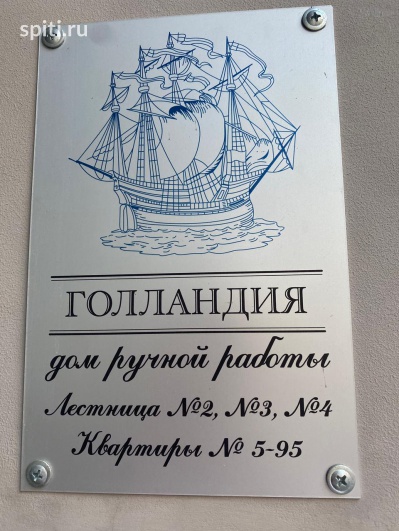 spiti.ru
ГОЛЛАНДИЯ
дом ручной работы
Лестница №2, №3, №4
Квартиры № 5-95